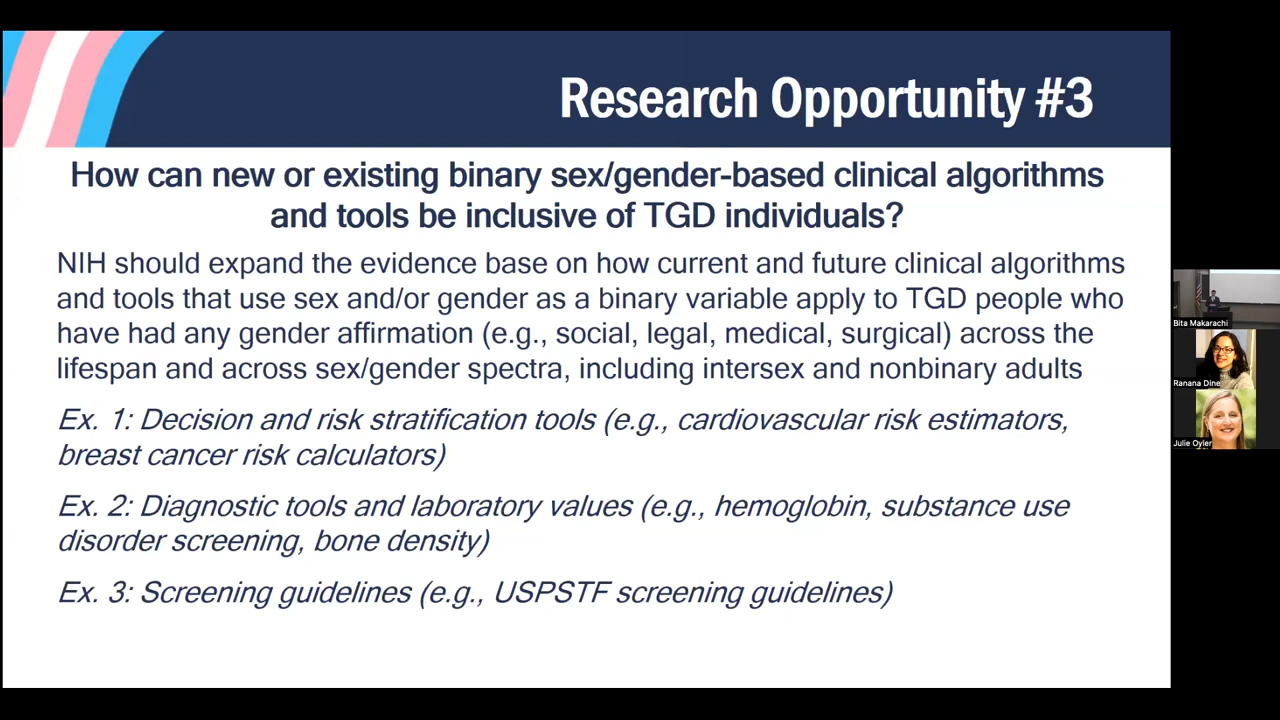 Research Opportunity #3
How can new or existing binary sex/gender-based clinical algorithms
and tools be inclusive of TGD individuals?
NIH should expand the evidence base on how current and future clinical algorithms
and tools that use sex and/or gender as a binary variable apply to TGD people who
have had any gender affirmation (e.g., social, legal, medical, surgical) across the
lifespan and across sex/gender spectra, including intersex and nonbinary adults
Ex. 1: Decision and risk stratification tools (e.g., cardiovascular risk estimators,
breast cancer risk calculators)
Ex. 2: Diagnostic tools and laboratory values (e.g., hemoglobin, substance use
disorder screening, bone density)
Ex. 3: Screening guidelines (e.g., USPSTF screening guidelines)
Bita Makarachi
Ranana Dine
Julie Oyler